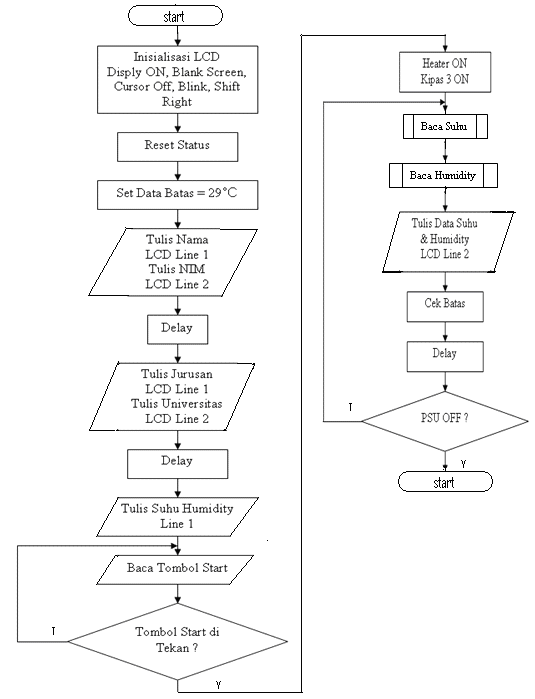 start
Inisialisasi LCD
Disply ON, Blank Screen,
Cursor Off, Blink, Shift
Right
Reset Status
Set Data Batas = 29°C
Tulis Nama
LCD Line 1
Tulis NIM
LCD Line 2
Delay
Tulis Jurusan
LCD Line 1
Tulis Universitas
LCD Line 2
Delay
Tulis Suhu Humidity
Line 1
Baca Tombol Start
Tombol Start di
Tekan ?
T
Y
Heater ON
Kipas 3 ON
Baca Suhu
Baca Humidity
Tulis Data Suhu
& Humidity
LCD Line 2
Cek Batas
Delay
PSU OFF ?
T
Y
start